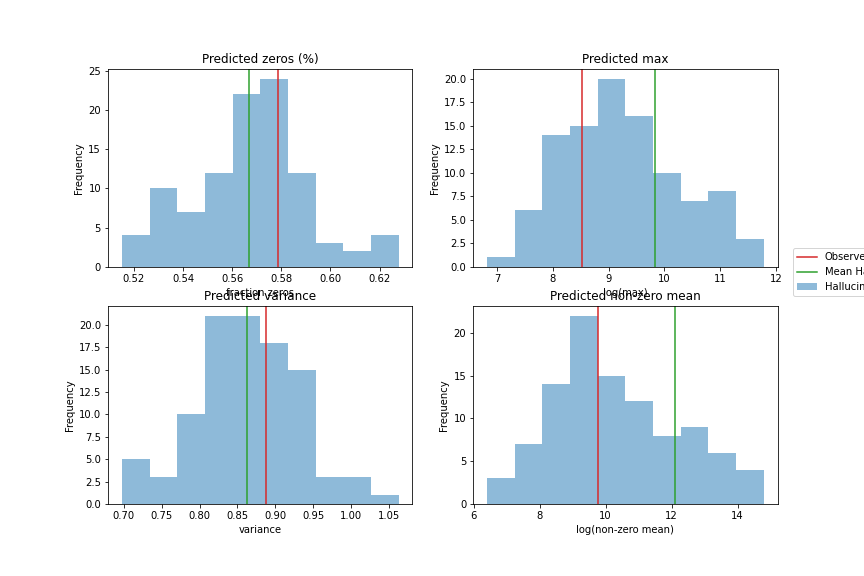 Predicted zeros (%)
Frequency
25
20
15
10
5
0
0.52 0.54 0.56 0.58 0.60 0.62
fraction zeros
Predicted max
Frequency
20.0
17.5
15.0
12.5
10.0
7.5
5.0
2.5
0.0
7 8 9 10 11 12
log(max)
Observe
Mean Ha
Hallucin
Predicted variance
Frequency
20.0
17.5
15.0
12.5
10.0
7.5
5.0
2.5
0.0
0.70 0.75 0.80 0.85 0.90 0.95 1.00 1.05
variance
Predicted non-zero mean
Frequency
20
15
10
5
0
6 8 10 12 14
log(non-zero mean)